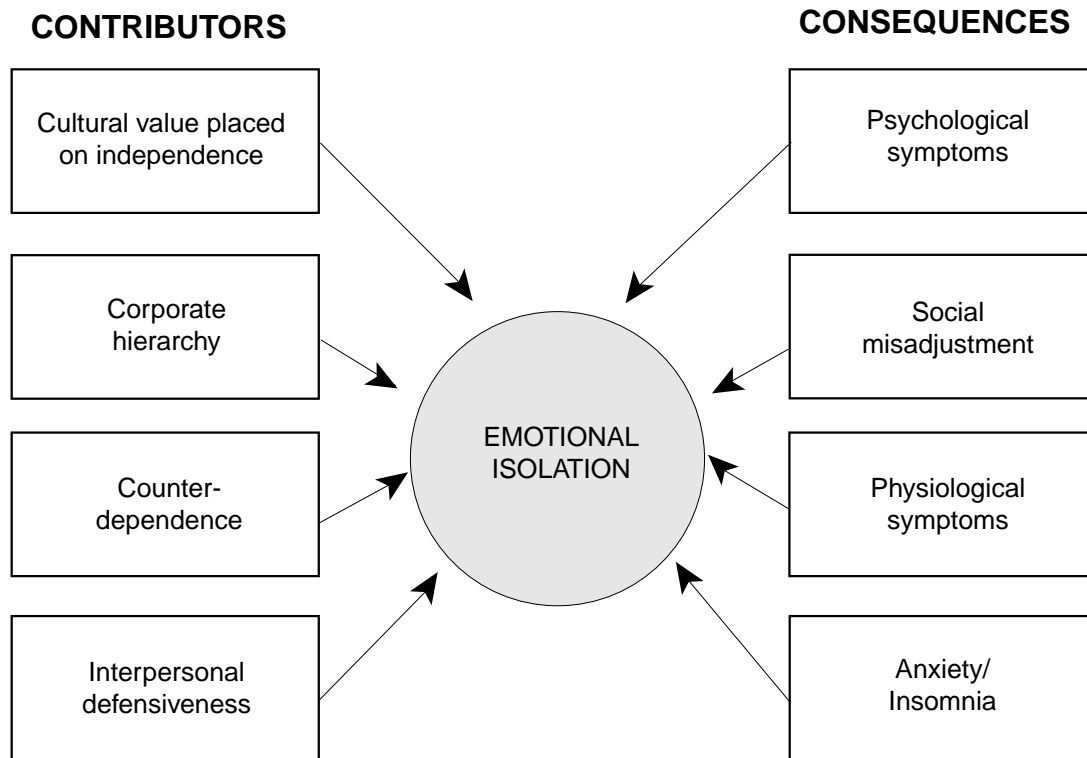 CONTRIBUTORS
Cultural value placed
on independence
Corporate
hierarchy
Counter-
dependence
Interpersonal
defensiveness
EMOTIONAL
ISOLATION
CONSEQUENCES
Psychological
symptoms
Social
misadjustment
Physiological
symptoms
Anxiety/
Insomnia